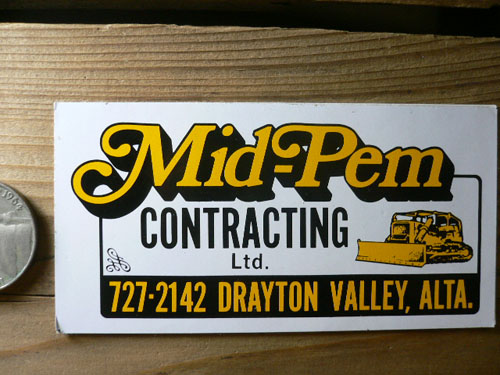 Mid-Pem
CONTRACTING
Ltd.
727-2142 DRAYTON VALLEY, ALTA.